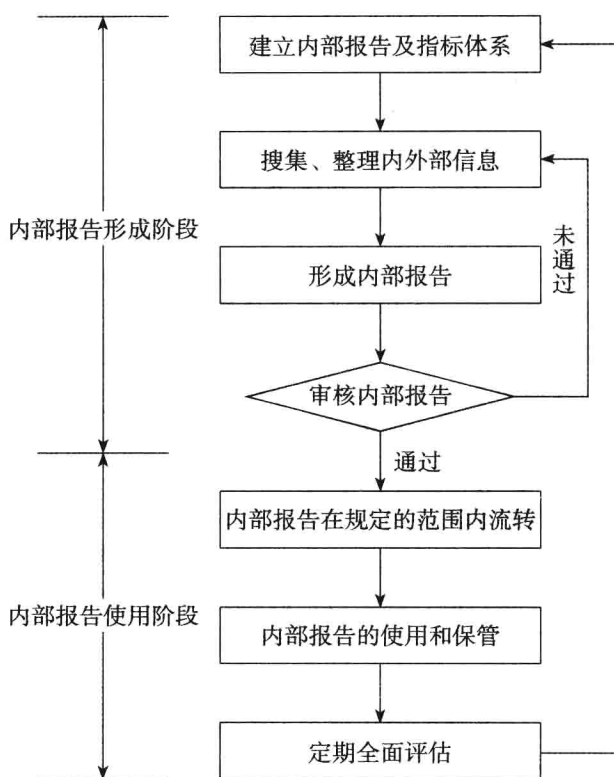 建立内部报告及指标体系
搜集、整理内外部信息
内部报告形成阶段
未通过
形成内部报告
审核内部报告
通过
内部报告在规定的范围内流转
内部报告使用阶段
内部报告的使用和保管
定期全面评估